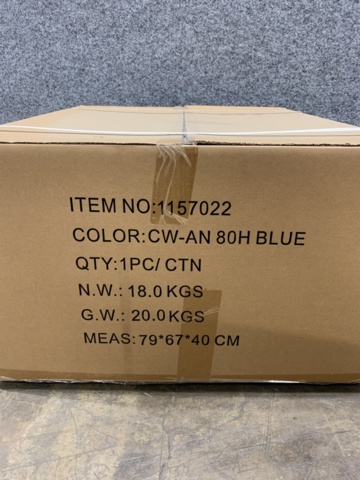 ITEM NO:1157022
COLOR:CW-AN 80H BLUE
QTY:1PC/ CTN
N.W.: 18.0 KGS
G.W.: 20.0 KGS
MEAS: 79*67*40 CM